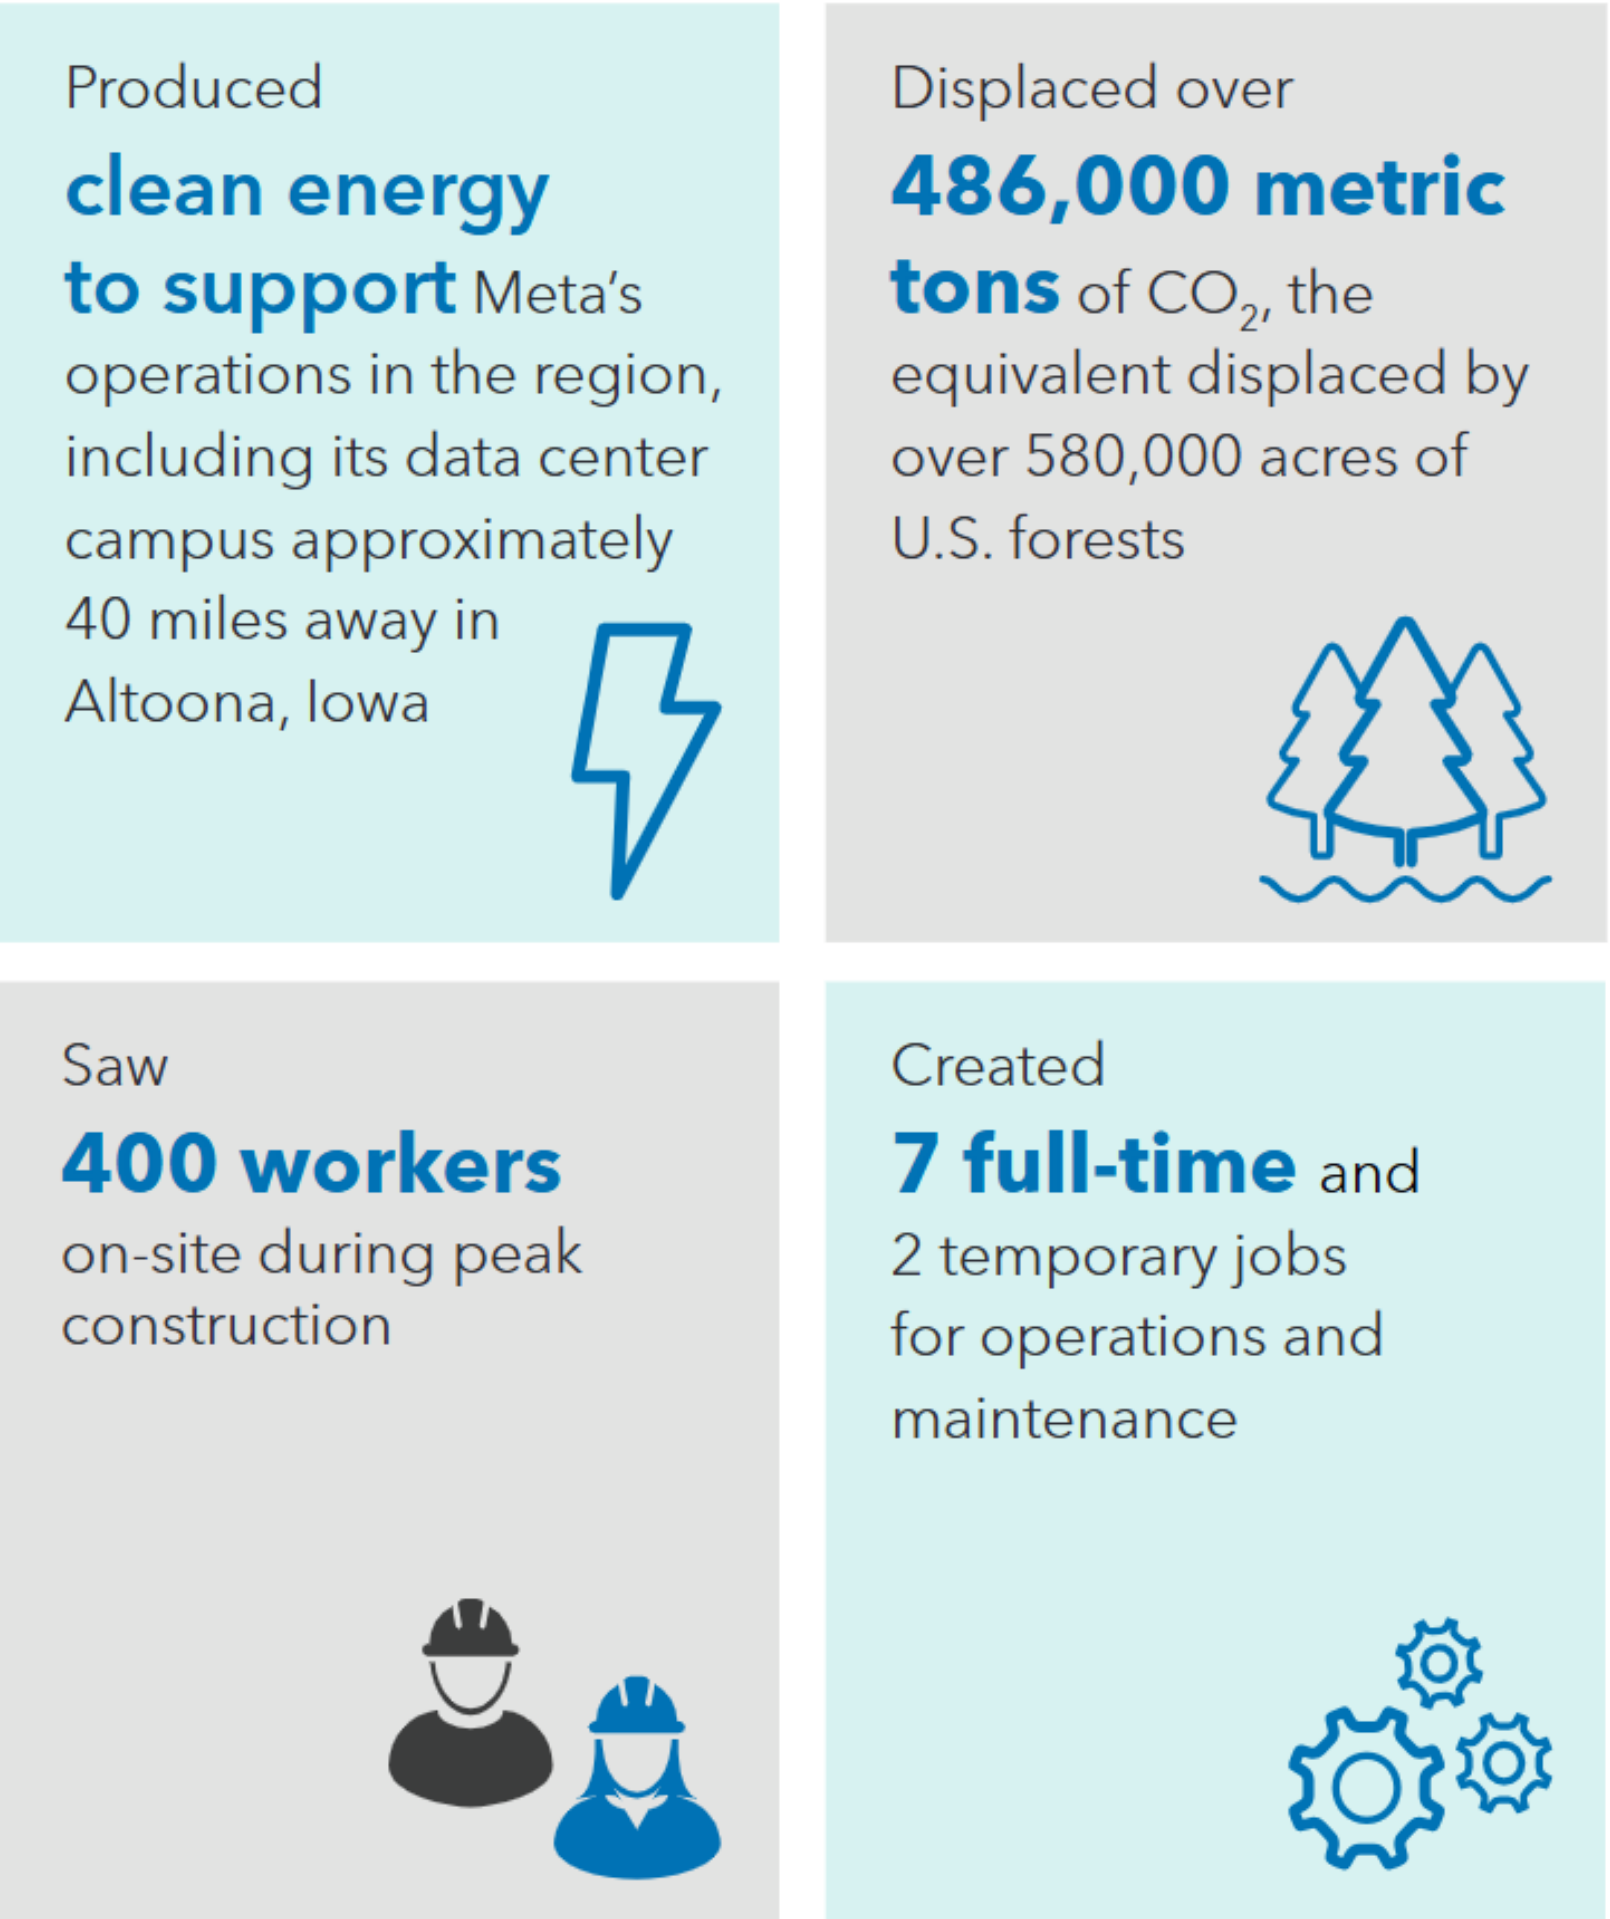 Produced
clean energy
to support Meta’s
operations in the region,
including its data center
campus approximately
40 miles away in
Altoona, Iowa
Displaced over
486,000 metric
tons of CO₂, the
equivalent displaced by
over 580,000 acres of
U.S. forests
Saw
400 workers
on-site during peak
construction
Created
7 full-time and
2 temporary jobs
for operations and
maintenance